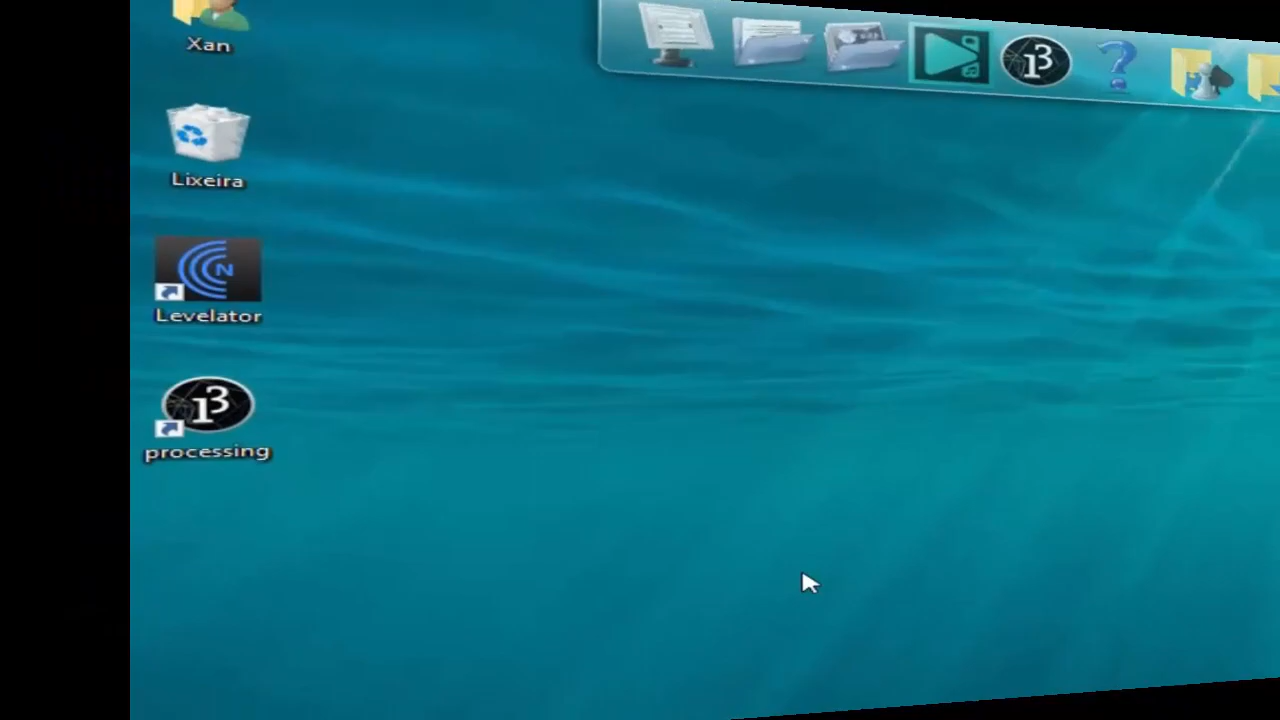 Xan
Lixeira
N
Levelator
processing